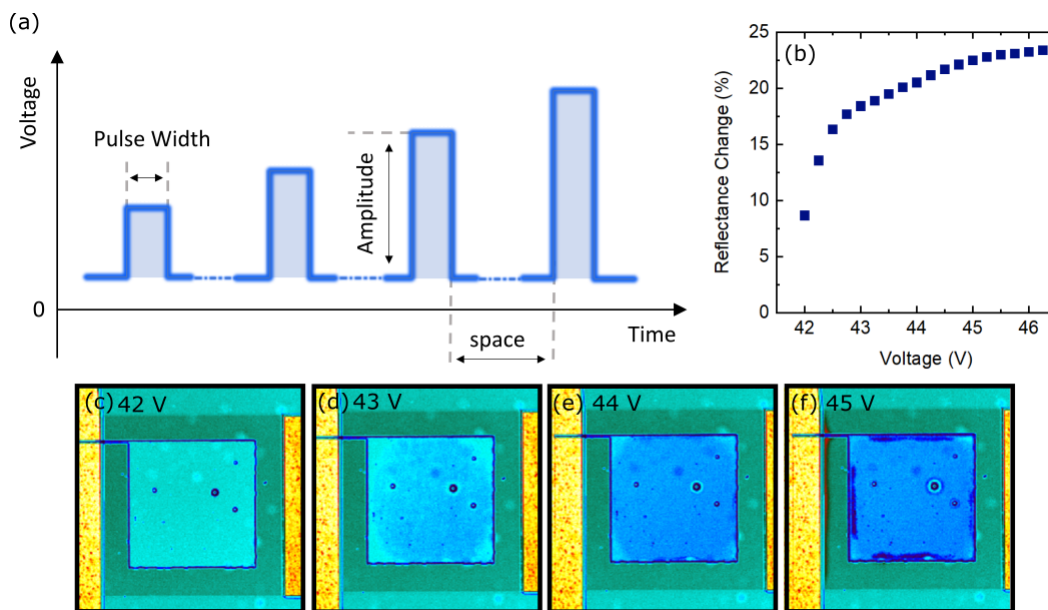 (a)
Voltage
Pulse Width
Amplitude
0
Time
space
(b)
25
20
15
10
5
0
Reflectance Change (%)
42 43 44 45 46
Voltage (V)
(c) 42 V
(d) 43 V
(e) 44 V
(f) 45 V